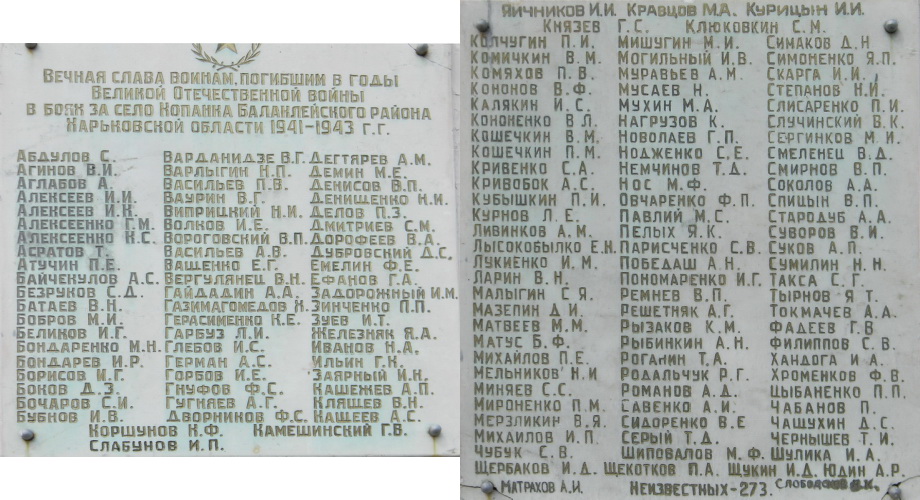 Вечная слава воинам, погибшим в годы
Великой Отечественной войны
в боях за село Копанка Балаклейского района
Харьковской области 1941-1943 г.г.
Абдулов С. Варданидзе В.Г. Дегтярев А.М.
Агинов В.И. Варлыгин Н.П. Демин М.Е.
Аглабов А. Васильев П.В. Денисов В.П.
Алексеев И.И. Ваурин В.Г. Денищенко Н.И.
Алексеев И.К. Виприцкий Н.И. Делов П.З.
Алексеенко Г.М. Волков И.Е. Дмитриев С.М.
Алексеенко К.С. Вороговский В.П. Дорофеев В.А.
Асратов Т. Васильев А.В. Дубровский Д.С.
Атучин П.Е. Ващенко Е.Г. Емелин Ф.Е.
Байчекулов А.С. Вергулянец В.Н. Ефанов Г.А.
Безруков С.Д. Гайдадин А.А. Задорожный И.М.
Батаев В.Н. Газимагомедов Х. Зинченко П.П.
Бобров М.И. Герасименко К.Е. Зуев И.Т.
Беликов И.Г. Гарбуз Л.И. Железняк Я.А.
Бондаренко М.Н. Глебов И.С. Иванов Н.А.
Бондарев И.Р. Герман А.С. Ильин Г.Н.
Борисов И.Г. Горбов И.Е. Заярный И.К.
Боков Д.З. Гнуфов Ф.С. Кашемяк А.П.
Бочаров С.И. Гугняев А.Г. Клящев В.Н.
Бубнов И.В. Дворников Ф.С. Кащеев А.С.
Коршунов К.Ф. Камешинский Г.В.
Слабунов И.П.
Яичников И.И. Кравцов М.А. Курицын И.И.
Князев Г.С. Клюковкин С.М.
Колчугин П.И. Мишугин М.И. Симаков Д.Н
Комичкин В.М. Могильный И.В. Симоненко Я.П.
Комяхов П.В. Муравьев А.М. Скарга И.И.
Кононов В.Ф. Мусаев Н. Степанов Н.И.
Калякин И.С. Мухин М.А. Слисаренко П.И.
Кононенко В.Л. Нагрузов К. Случинский В.К.
Кошечкин В.М. Новолаев Г.П. Сергинков М.И.
Кошечкин П.М. Нодженко С.Е. Смеленец В.Д.
Кривенко С.А. Немчинов Т.Д. Смирнов В.П.
Кривобок А.С. Нос М.Ф. Соколов А.А.
Кубышкин П.И Овчаренко Ф.П. Спицын В.П.
Курнов Л.Е. Павлий М.С. Стародуб А.А.
Ливинков А.М. Пелых Я.К. Суворов В.И.
Лысокобылко Е.Н. Парисченко С.В. Суков А.П.
Лукиенко И.М. Победаш А.Н. Сумилин Н.Н.
Ларин В.Н. Пономаренко И.Г. Такса С.Г.
Малыгин С.Я. Ремнев В.П. Тырнов Я.Т.
Мазепин Д.И. Решетняк А.Г. Токмачев А.А.
Матвеев М.М. Рызаков К.М. Фадеев Г.В
Матус Б.Ф. Рыбинкин А.Н. Филиппов С.В.
Михайлов П.Е. Роганин Т.А. Хандога И А.
Мельников Н.И Родальчук Р.Г. Хроменков Ф.В.
Миняев С.С. Романов А.Д. Цыбаненко П.П.
Мироненко П.М. Савенко А.И. Чабанов П.
Мерзликин В.Я. Сидоренко В.Е Чащухин Д.С.
Михаилов И.П. Серый Т.Д. Чернышев Т.И.
Чубук С.В. Шиповалов М.Ф. Шулика И.А.
Щербаков И.Д. Щекотков П.А. Щукин И.Д. Юдин А.Р.
Матрахов А.И. Неизвестных-273.